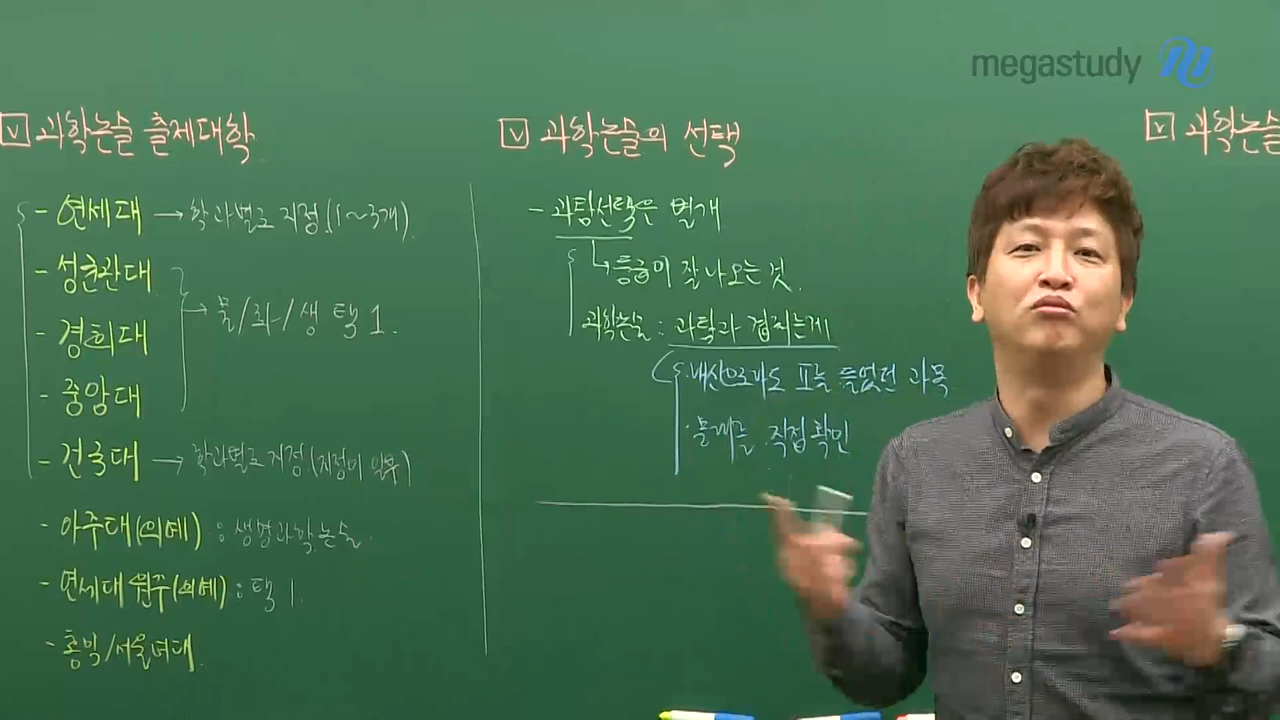 megastudy
V 과학논술 출제대학
- 연세대 → 학과별로 지정(1~3개)
- 성균관대
- 경희대 → 물/화/생 택1.
- 중앙대
- 건국대 → 학과별로 지정(지정이 일부)
- 아주대(의예) : 생명과학논술
- 연세대 원주(의예) : 택1.
- 홍익/서울여대
V 과학논술의 선택
- 과탐선택은 별개
↳ 등급이 잘 나오는 것.
과학논술 : 과탐과 겹치는게
· 내신으로라도 Ⅱ를 들었던 과목
· 문제를 직접 확인
V 과학논술